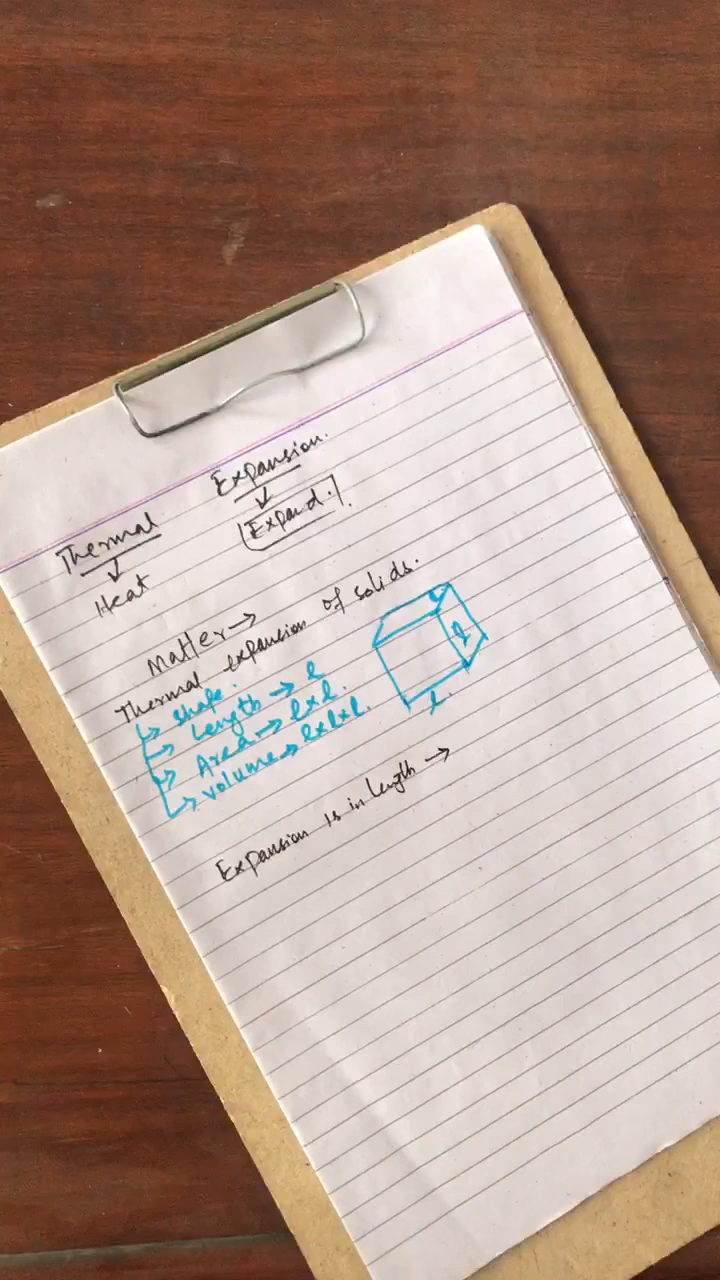 Thermal Expansion.
↓ ↓
Heat Expand.
Matter →
Thermal expansion of solids.
↳ shape.
↳ Length → l
↳ Area → l×l.
↳ volume → l×l×l.
l
l
l.
Expansion is in length →